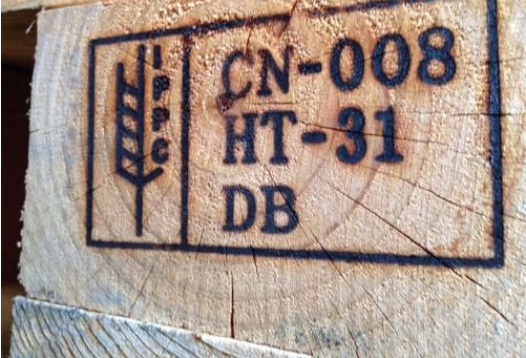 IPPC
CN-008
HT-31
DB